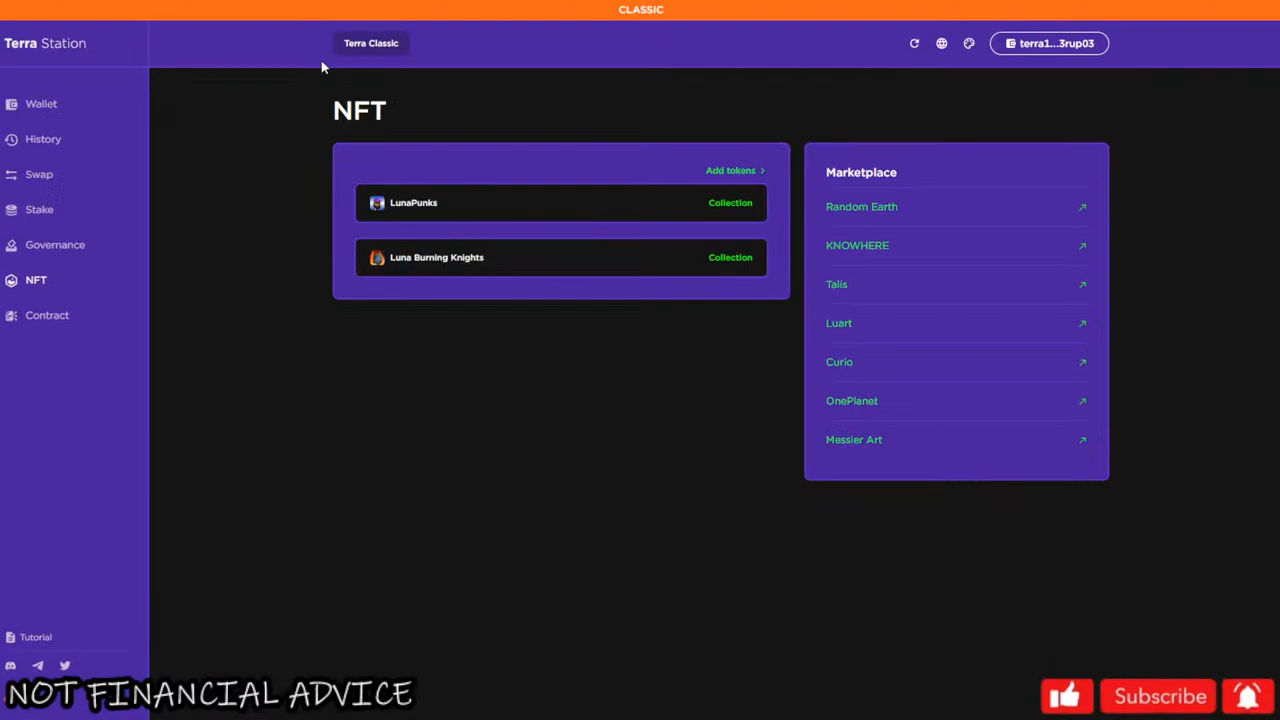 CLASSIC
Terra Station
Terra Classic
terra1...3rup03
Wallet
History
Swap
Stake
Governance
NFT
Contract
NFT
Add tokens
LunaPunks Collection
Luna Burning Knights Collection
Marketplace
Random Earth
KNOWHERE
Talis
Luart
Curio
OnePlanet
Messier Art
Tutorial
NOT FINANCIAL ADVICE
Subscribe